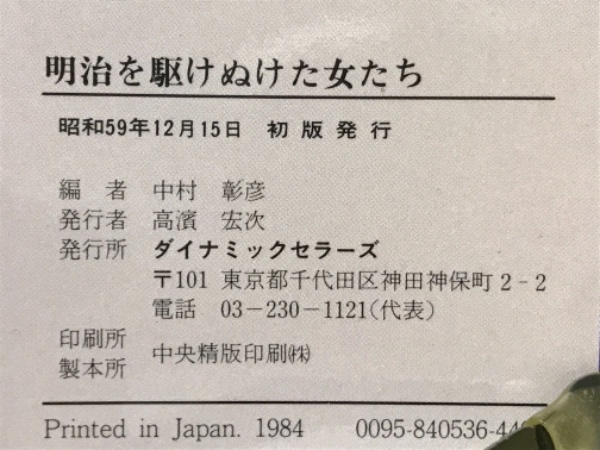 明治を駆けぬけた女たち
昭和59年12月15日 初版発行
編者 中村 彰彦
発行者 高濱 宏次
発行所 ダイナミックセラーズ
〒101 東京都千代田区神田神保町2-2
電話 03-230-1121(代表)
印刷所
製本所 中央精版印刷㈱
Printed in Japan. 1984 0095-840536-44